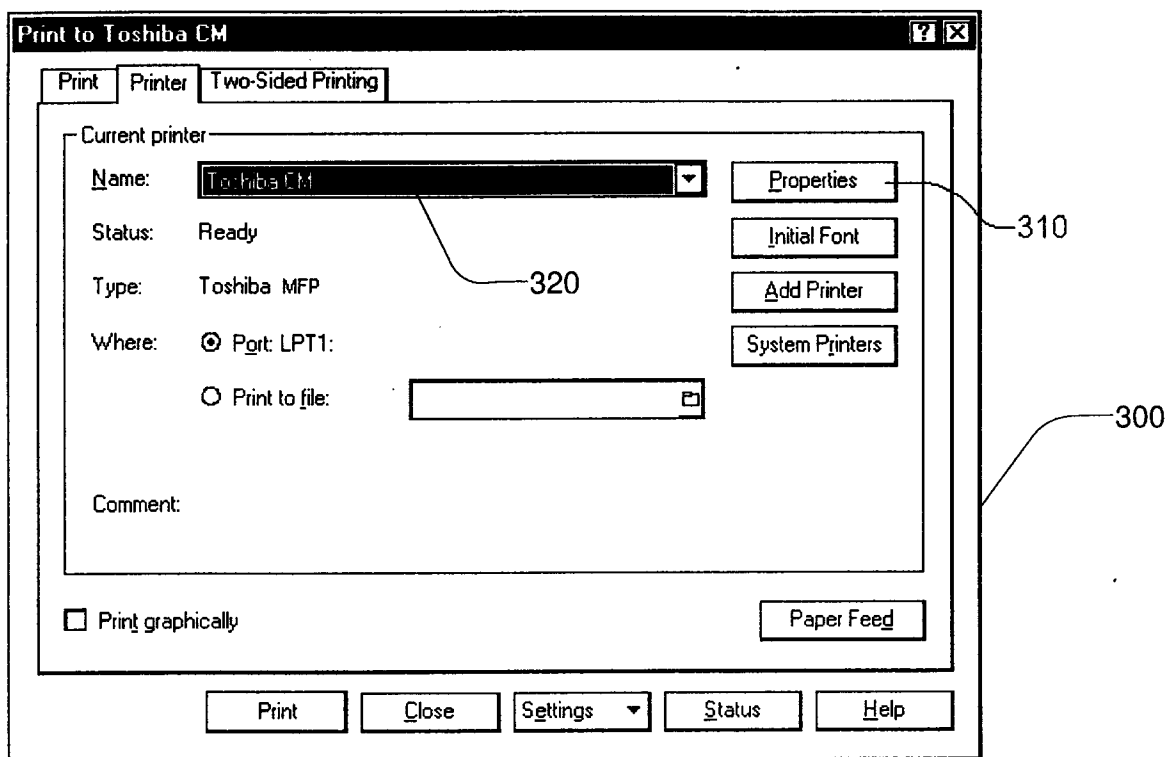 Print to Toshiba CM
Print Printer Two-Sided Printing
Current printer
Name: Toshiba CM Properties
310
Status: Ready Initial Font
Type: Toshiba MFP 320 Add Printer
Where: Port: LPT1: System Printers
Print to file:
300
Comment:
Print graphically Paper Feed
Print Close Settings Status Help